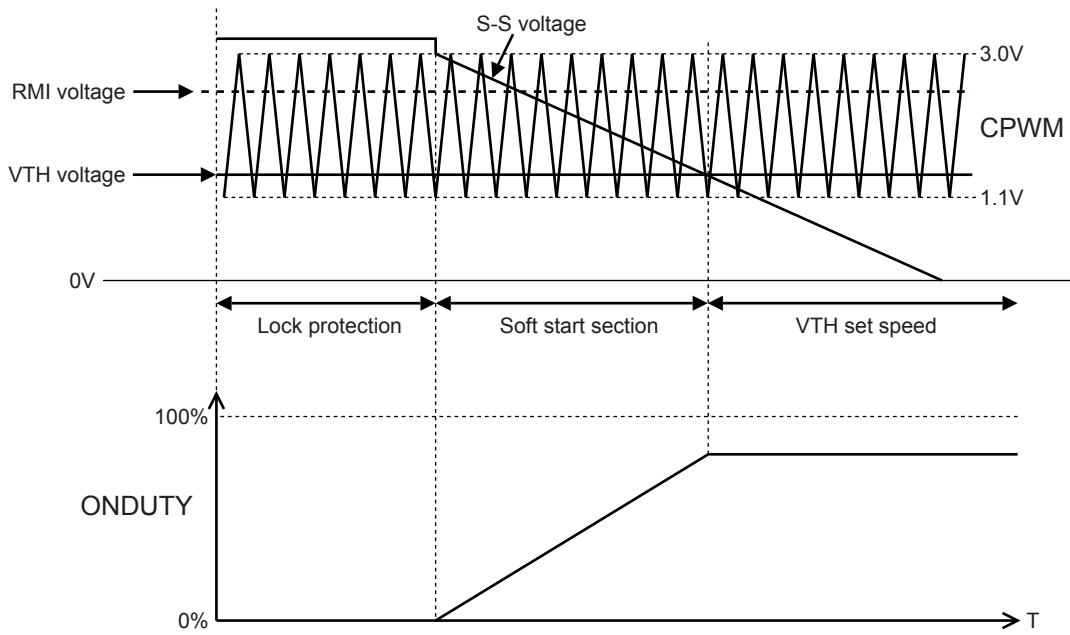 S-S voltage
3.0V
RMI voltage
CPWM
VTH voltage
1.1V
0V
Lock protection
Soft start section
VTH set speed
100%
ONDUTY
0%
T